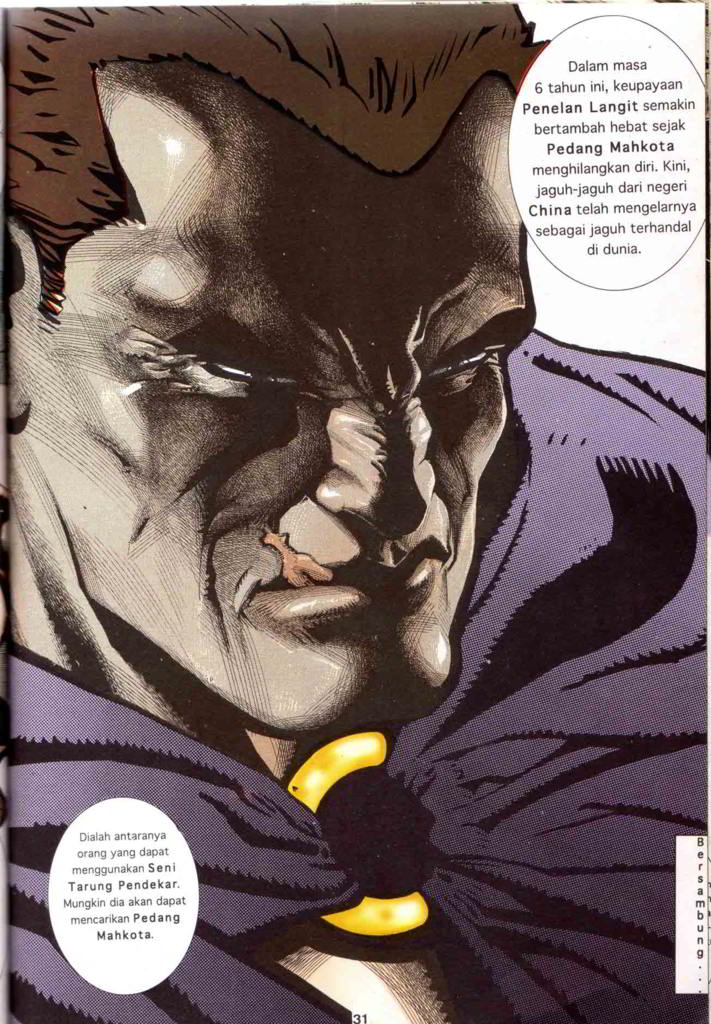 Dalam masa
6 tahun ini, keupayaan
Penelan Langit semakin
bertambah hebat sejak
Pedang Mahkota
menghilangkan diri. Kini,
jaguh-jaguh dari negeri
China telah mengelarnya
sebagai jaguh terhandal
di dunia.
Dialah antaranya
orang yang dapat
menggunakan Seni
Tarung Pendekar.
Mungkin dia akan dapat
mencarikan Pedang
Mahkota.
Bersambung...
31